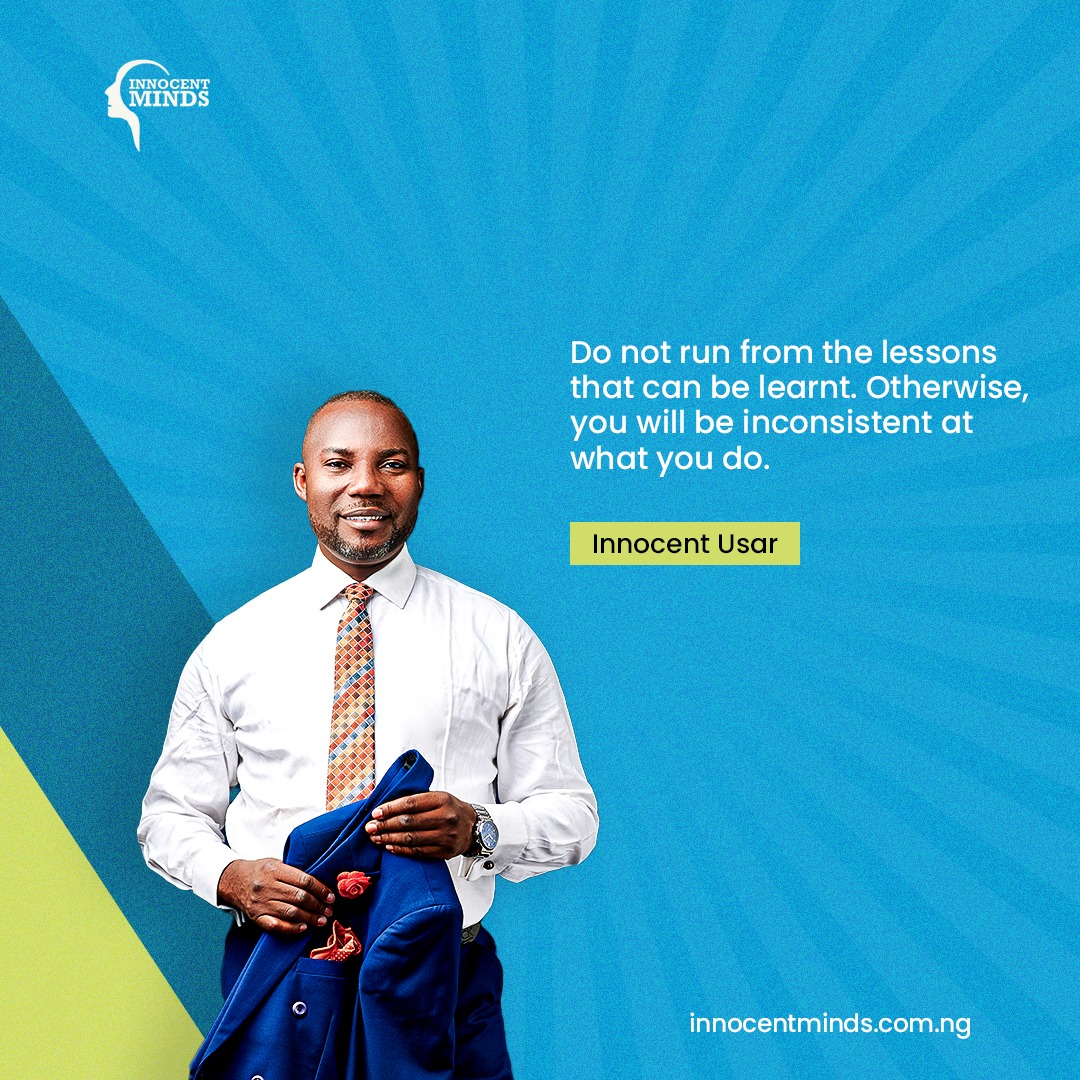 INNOCENT
MINDS
Do not run from the lessons
that can be learnt. Otherwise,
you will be inconsistent at
what you do.
Innocent Usar
innocentminds.com.ng